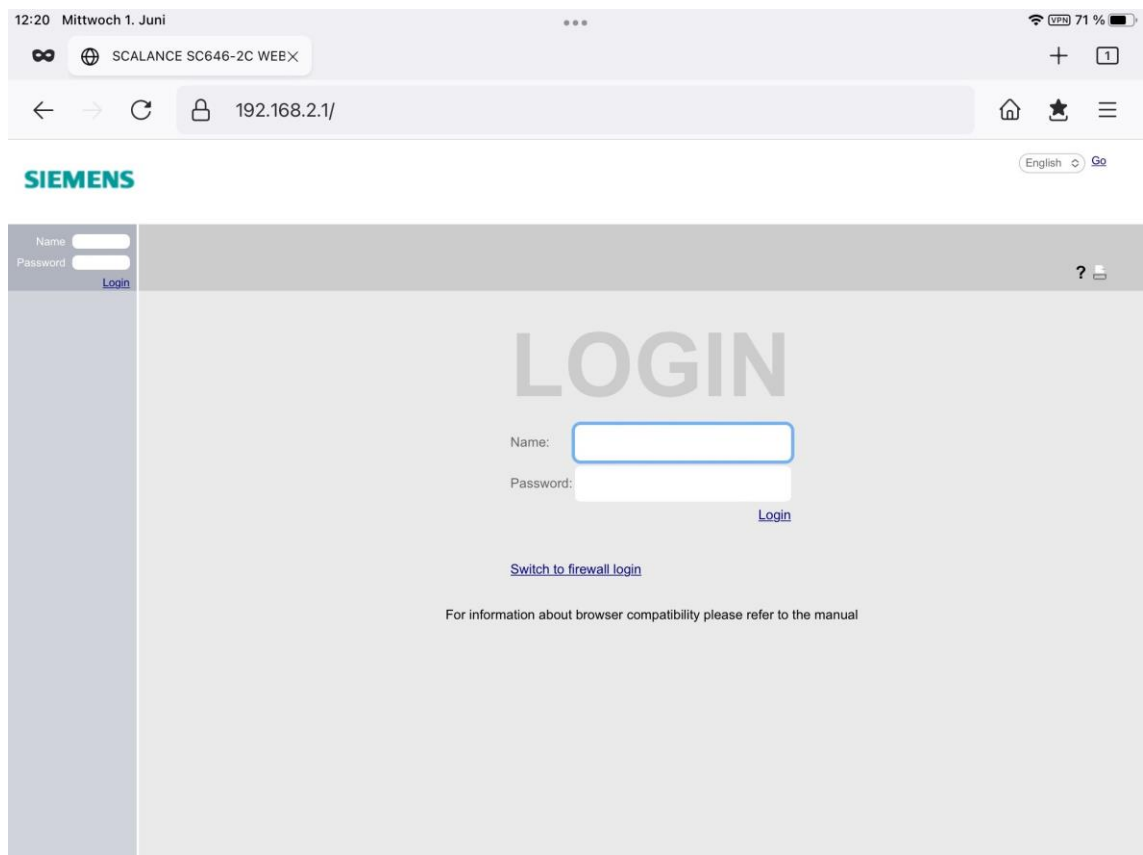 12:20 Mittwoch 1. Juni
VPN 71 %
SCALANCE SC646-2C WEB
1
192.168.2.1/
English Go
SIEMENS
Name
Password
Login
?
LOGIN
Name:
Password:
Login
Switch to firewall login
For information about browser compatibility please refer to the manual